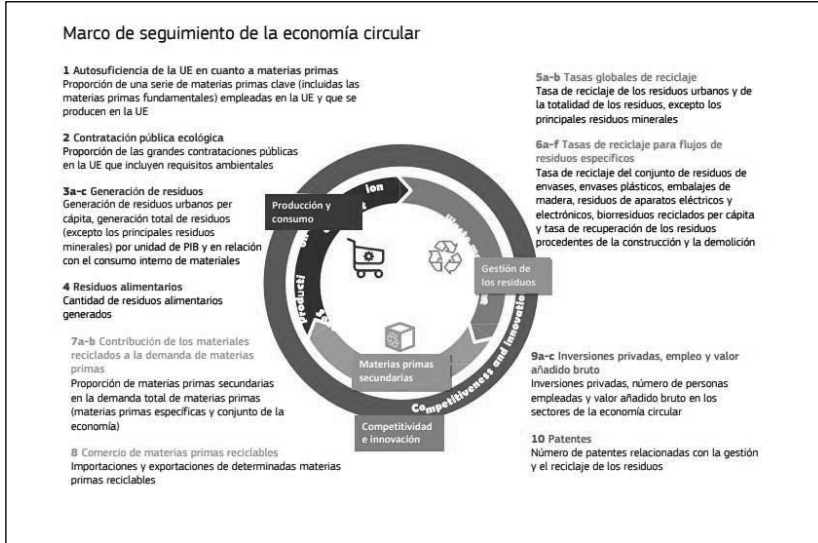 Marco de seguimiento de la economía circular
1 Autosuficiencia de la UE en cuanto a materias primas
Proporción de una serie de materias primas clave (incluidas las
materias primas fundamentales) empleadas en la UE y que se
producen en la UE
2 Contratación pública ecológica
Proporción de las grandes contrataciones públicas
en la UE que incluyen requisitos ambientales
3a-c Generación de residuos
Generación de residuos urbanos per
cápita, generación total de residuos
(excepto los principales residuos
minerales) por unidad de PIB y en relación
con el consumo interno de materiales
4 Residuos alimentarios
Cantidad de residuos alimentarios
generados
7a-b Contribución de los materiales
reciclados a la demanda de materias
primas
Proporción de materias primas secundarias
en la demanda total de materias primas
(materias primas específicas y conjunto de la
economía)
8 Comercio de materias primas reciclables
Importaciones y exportaciones de determinadas materias
primas reciclables
Producción y
consumo
Gestión de
los residuos
Materias primas
secundarias
Competitiveness and innovation
Competitividad
e innovación
5a-b Tasas globales de reciclaje
Tasa de reciclaje de los residuos urbanos y de
la totalidad de los residuos, excepto los
principales residuos minerales
6a-f Tasas de reciclaje para flujos de
residuos específicos
Tasa de reciclaje del conjunto de residuos de
envases, envases plásticos, embalajes de
madera, residuos de aparatos eléctricos y
electrónicos, biorresiduos reciclados per cápita
y tasa de recuperación de los residuos
procedentes de la construcción y la demolición
9a-c Inversiones privadas, empleo y valor
añadido bruto
Inversiones privadas, número de personas
empleadas y valor añadido bruto en los
sectores de la economía circular
10 Patentes
Número de patentes relacionadas con la gestión
y el reciclaje de los residuos